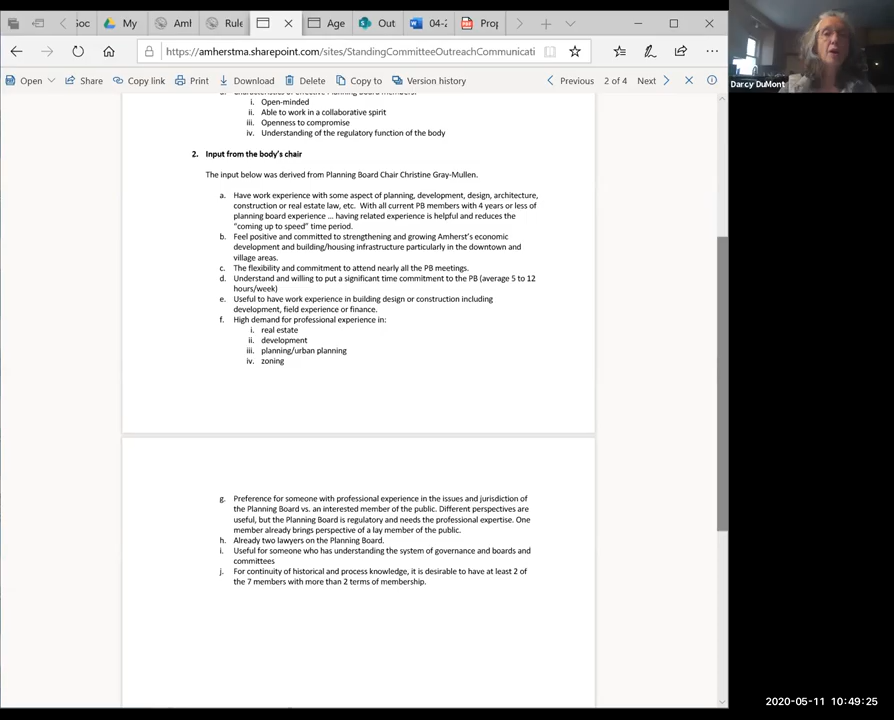 ioc
My
Amh
Rule
Age
Out
04-
Prop
https://amherstma.sharepoint.com/sites/StandingCommitteeOutreachCommunicati
Darcy DuMont
Open
Share
Copy link
Print
Download
Delete
Copy to
Version history
Previous
2 of 4
Next
i. Open-minded
ii. Able to work in a collaborative spirit
iii. Openness to compromise
iv. Understanding of the regulatory function of the body
2. Input from the body's chair
The input below was derived from Planning Board Chair Christine Gray-Mullen.
a. Have work experience with some aspect of planning, development, design, architecture,
construction or real estate law, etc. With all current PB members with 4 years or less of
planning board experience … having related experience is helpful and reduces the
"coming up to speed" time period.
b. Feel positive and committed to strengthening and growing Amherst's economic
development and building/housing infrastructure particularly in the downtown and
village areas.
c. The flexibility and commitment to attend nearly all the PB meetings.
d. Understand and willing to put a significant time commitment to the PB (average 5 to 12
hours/week)
e. Useful to have work experience in building design or construction including
development, field experience or finance.
f. High demand for professional experience in:
i. real estate
ii. development
iii. planning/urban planning
iv. zoning
g. Preference for someone with professional experience in the issues and jurisdiction of
the Planning Board vs. an interested member of the public. Different perspectives are
useful, but the Planning Board is regulatory and needs the professional expertise. One
member already brings perspective of a lay member of the public.
h. Already two lawyers on the Planning Board.
i. Useful for someone who has understanding the system of governance and boards and
committees
j. For continuity of historical and process knowledge, it is desirable to have at least 2 of
the 7 members with more than 2 terms of membership.
2020-05-11 10:49:25